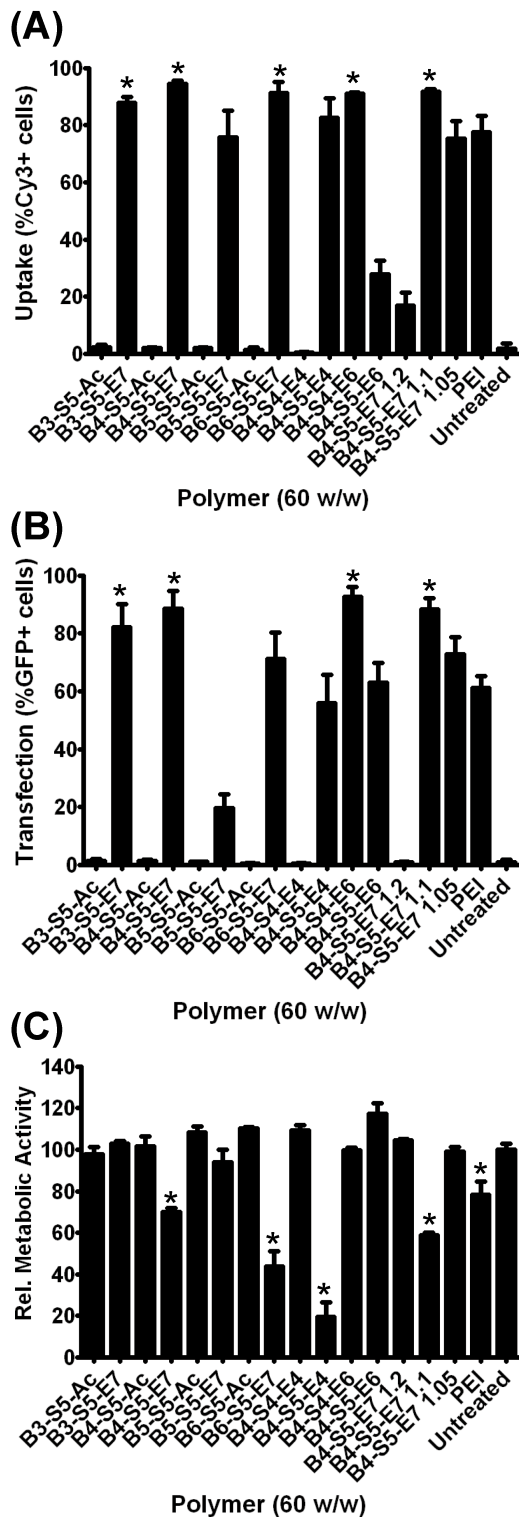 (A)
Uptake (%Cy3+ cells)
100
80
60
40
20
0
* * * * *
B3-S5-Ac
B3-S5-E7
B4-S5-Ac
B4-S5-E7
B5-S5-Ac
B5-S5-E7
B6-S5-Ac
B6-S5-E7
B4-S4-E4
B4-S5-E4
B4-S4-E6
B4-S5-E6
B4-S5-E7 1.2
B4-S5-E7 1.1
B4-S5-E7 1.05
PEI
Untreated
Polymer (60 w/w)
(B)
Transfection (%GFP+ cells)
100
80
60
40
20
0
* * * *
B3-S5-Ac
B3-S5-E7
B4-S5-Ac
B4-S5-E7
B5-S5-Ac
B5-S5-E7
B6-S5-Ac
B6-S5-E7
B4-S4-E4
B4-S5-E4
B4-S4-E6
B4-S5-E6
B4-S5-E7 1.2
B4-S5-E7 1.1
B4-S5-E7 1.05
PEI
Untreated
Polymer (60 w/w)
(C)
Rel. Metabolic Activity
140
120
100
80
60
40
20
0
* * * * *
B3-S5-Ac
B3-S5-E7
B4-S5-Ac
B4-S5-E7
B5-S5-Ac
B5-S5-E7
B6-S5-Ac
B6-S5-E7
B4-S4-E4
B4-S5-E4
B4-S4-E6
B4-S5-E6
B4-S5-E7 1.2
B4-S5-E7 1.1
B4-S5-E7 1.05
PEI
Untreated
Polymer (60 w/w)